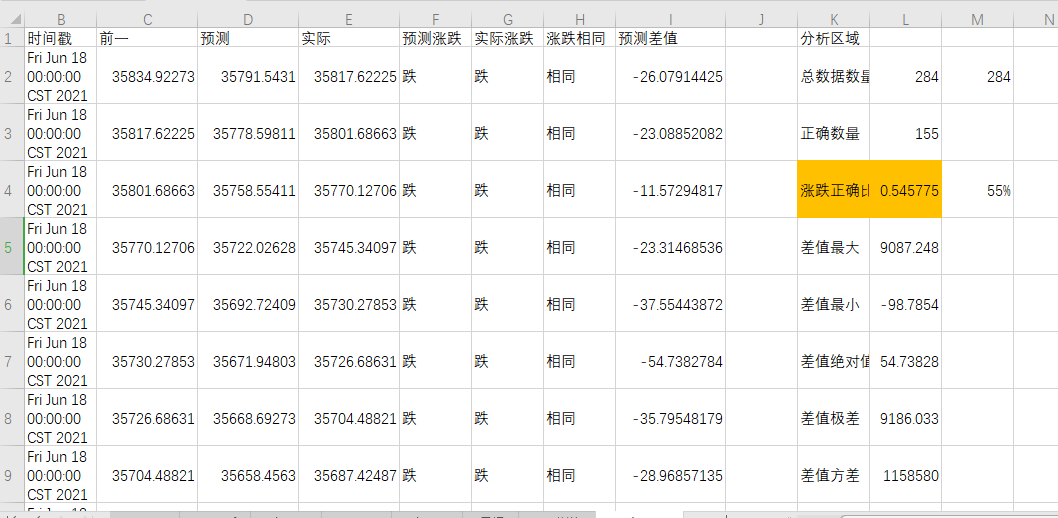 B C D E F G H I J K L M N
1 时间戳 前一 预测 实际 预测涨跌 实际涨跌 涨跌相同 预测差值 分析区域
Fri Jun 18
2 00:00:00 35834.92273 35791.5431 35817.62225 跌 跌 相同 -26.07914425 总数据数量 284 284
CST 2021
Fri Jun 18
3 00:00:00 35817.62225 35778.59811 35801.68663 跌 跌 相同 -23.08852082 正确数量 155
CST 2021
Fri Jun 18
4 00:00:00 35801.68663 35758.55411 35770.12706 跌 跌 相同 -11.57294817 涨跌正确比 0.545775 55%
CST 2021
Fri Jun 18
5 00:00:00 35770.12706 35722.02628 35745.34097 跌 跌 相同 -23.31468536 差值最大 9087.248
CST 2021
Fri Jun 18
6 00:00:00 35745.34097 35692.72409 35730.27853 跌 跌 相同 -37.55443872 差值最小 -98.7854
CST 2021
Fri Jun 18
7 00:00:00 35730.27853 35671.94803 35726.68631 跌 跌 相同 -54.7382784 差值绝对值 54.73828
CST 2021
Fri Jun 18
8 00:00:00 35726.68631 35668.69273 35704.48821 跌 跌 相同 -35.79548179 差值极差 9186.033
CST 2021
Fri Jun 18
9 00:00:00 35704.48821 35658.4563 35687.42487 跌 跌 相同 -28.96857135 差值方差 1158580
CST 2021